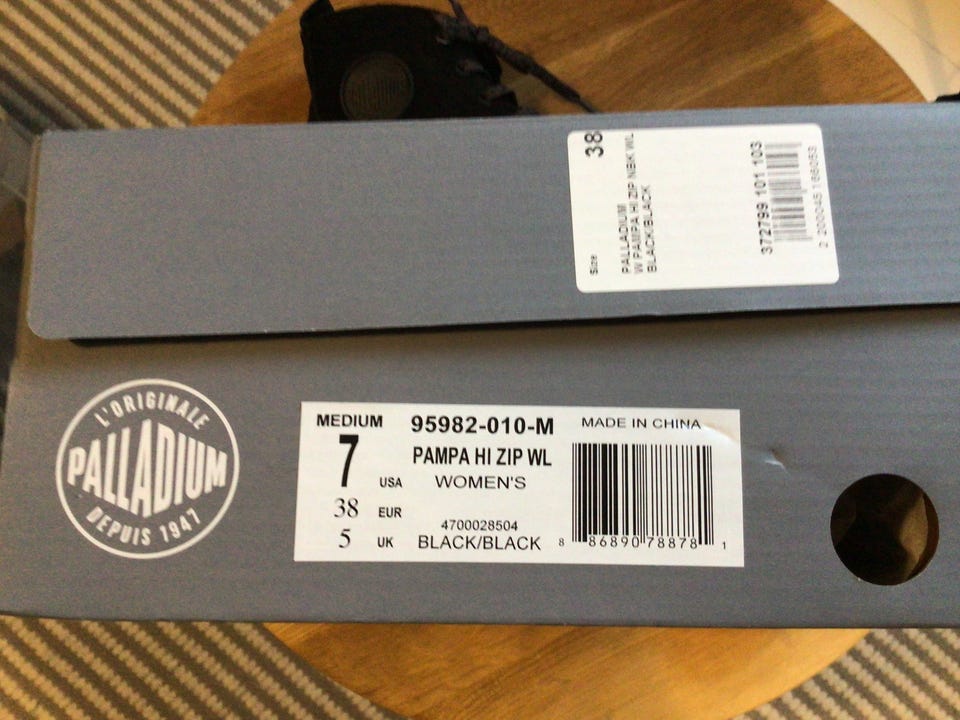 PALLADIUM
Size 38
PALLADIUM
W PAMPA HI ZIP NBK WL
BLACK/BLACK
372799 101 103
L'ORIGINALE
PALLADIUM
DEPUIS 1947
MEDIUM
7 USA
38 EUR
5 UK
95982-010-M
PAMPA HI ZIP WL
WOMEN'S
4700028504
BLACK/BLACK
MADE IN CHINA
8 86890 78878 1